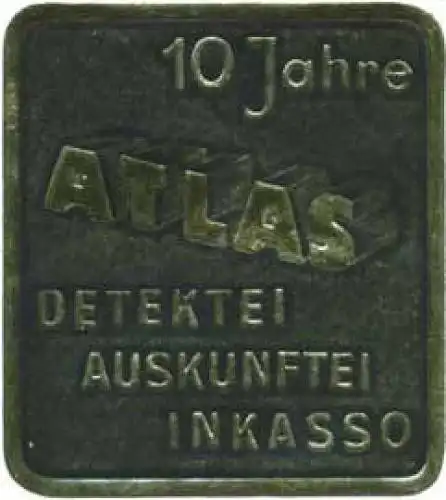 10 Jahre
ATLAS
DETEKTEI
AUSKUNFTEI
INKASSO